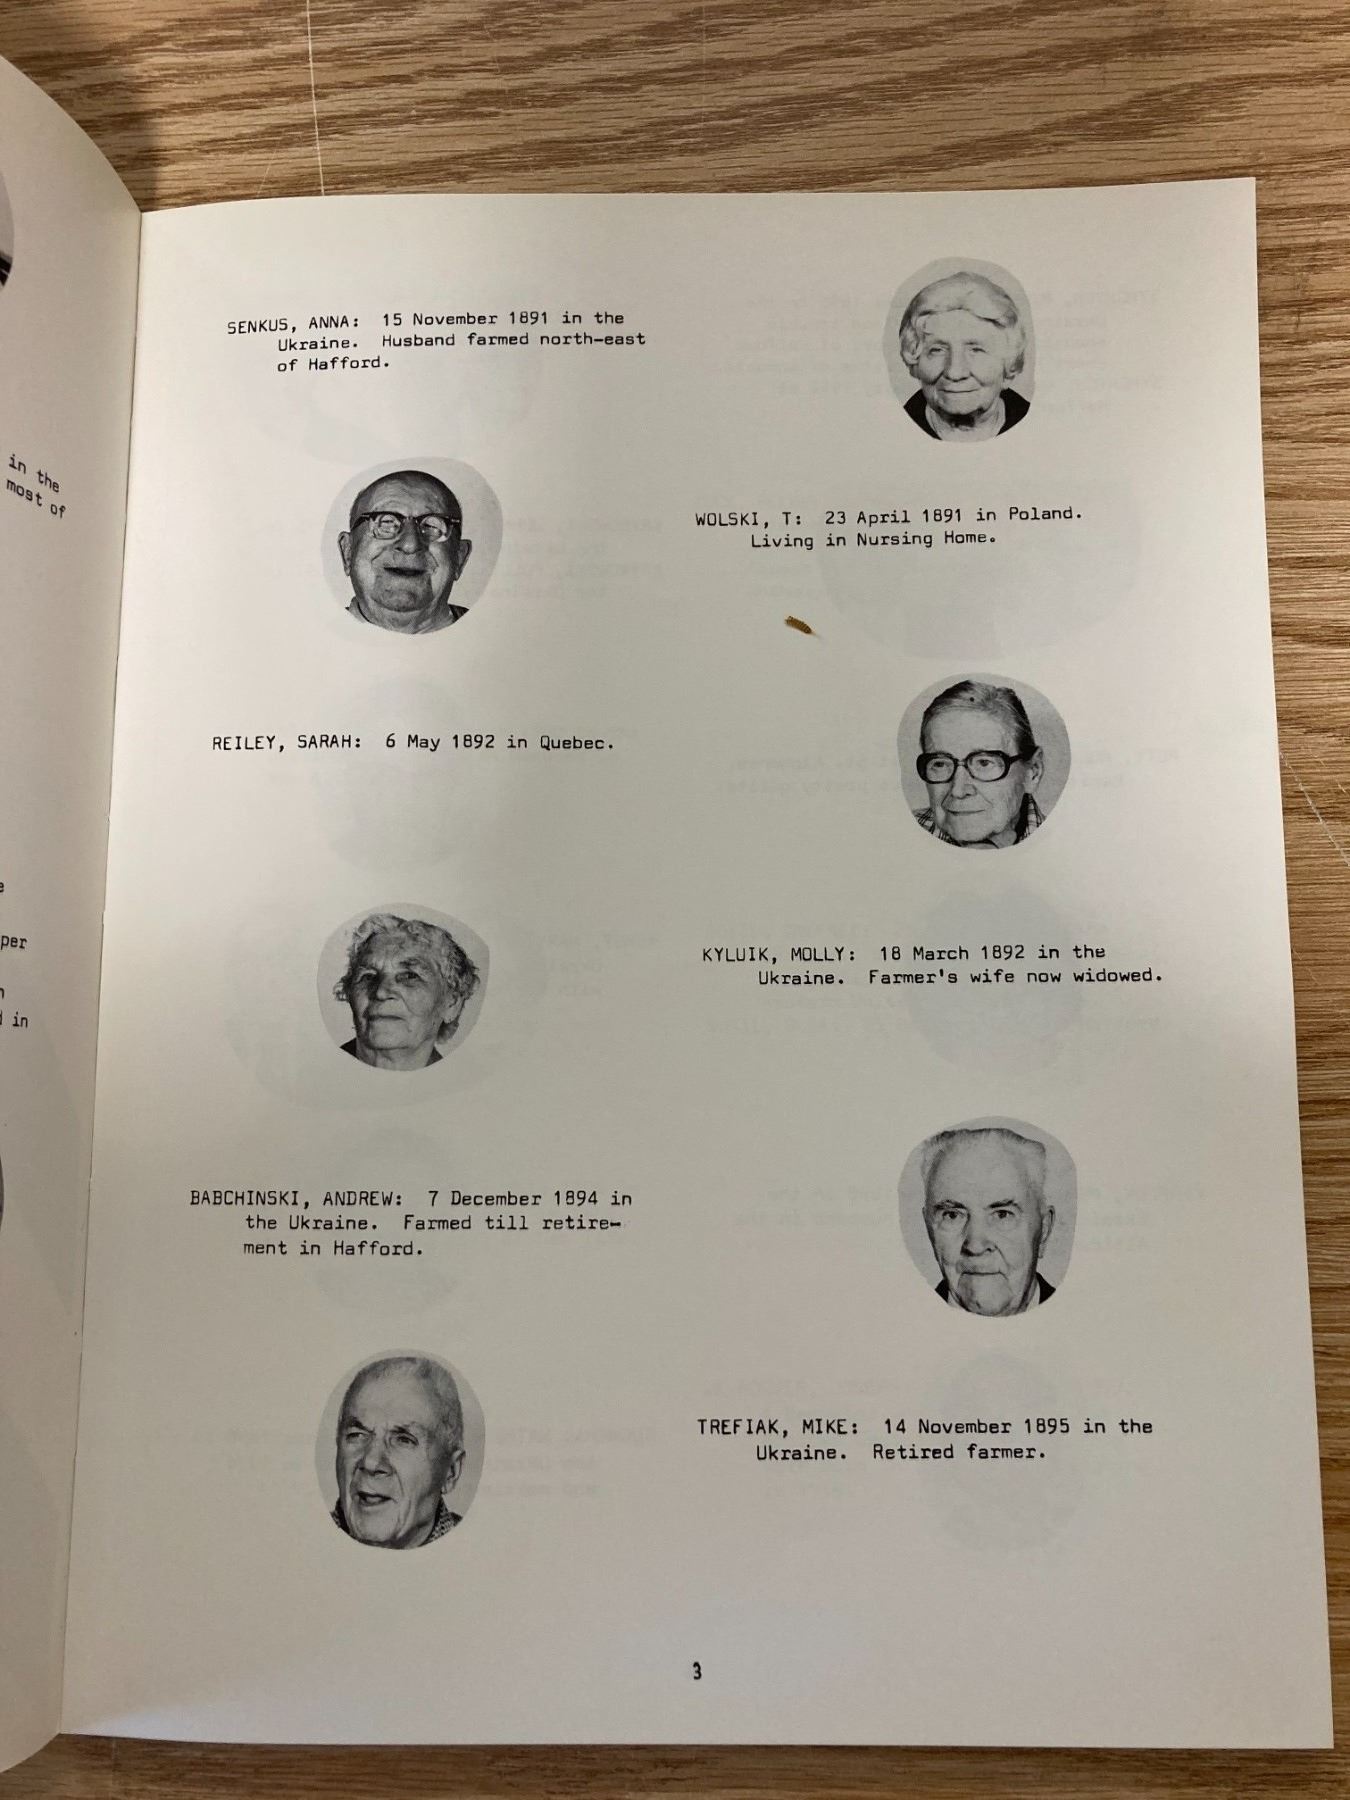 in the
most of
per
in
SENKUS, ANNA: 15 November 1891 in the
Ukraine. Husband farmed north-east
of Hafford.
WOLSKI, T: 23 April 1891 in Poland.
Living in Nursing Home.
REILEY, SARAH: 6 May 1892 in Quebec.
KYLUIK, MOLLY: 18 March 1892 in the
Ukraine. Farmer's wife now widowed.
BABCHINSKI, ANDREW: 7 December 1894 in
the Ukraine. Farmed till retire-
ment in Hafford.
TREFIAK, MIKE: 14 November 1895 in the
Ukraine. Retired farmer.
3